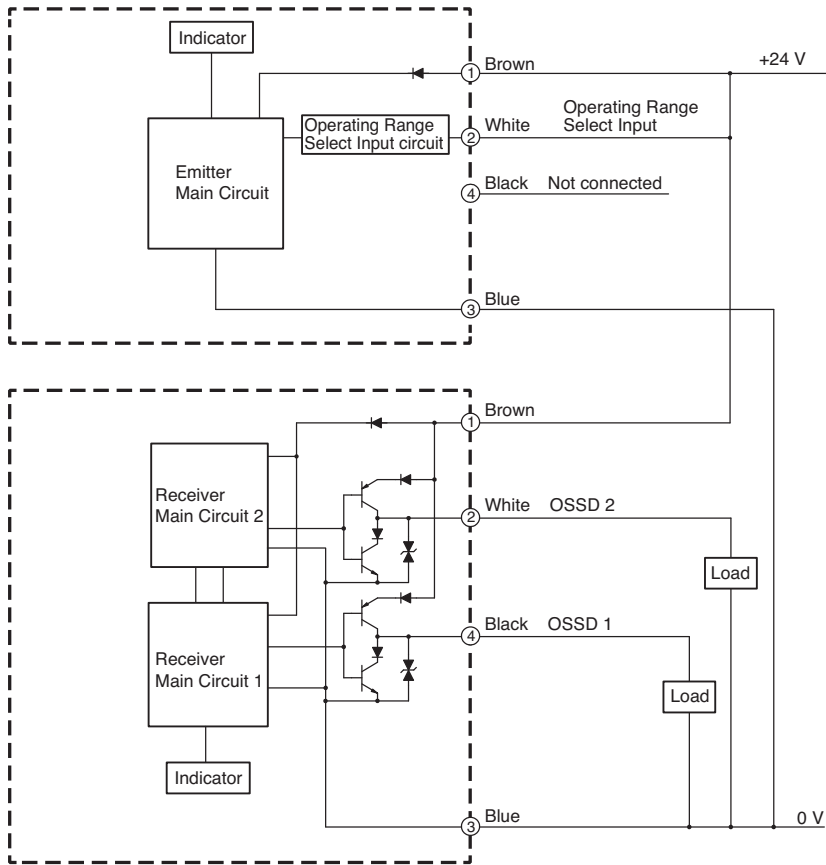 Indicator
① Brown
+24 V
Operating Range
Select Input circuit
② White
Operating Range
Select Input
Emitter
Main Circuit
④ Black Not connected
③ Blue
① Brown
Receiver
Main Circuit 2
② White OSSD 2
Load
④ Black OSSD 1
Receiver
Main Circuit 1
Load
Indicator
③ Blue
0 V